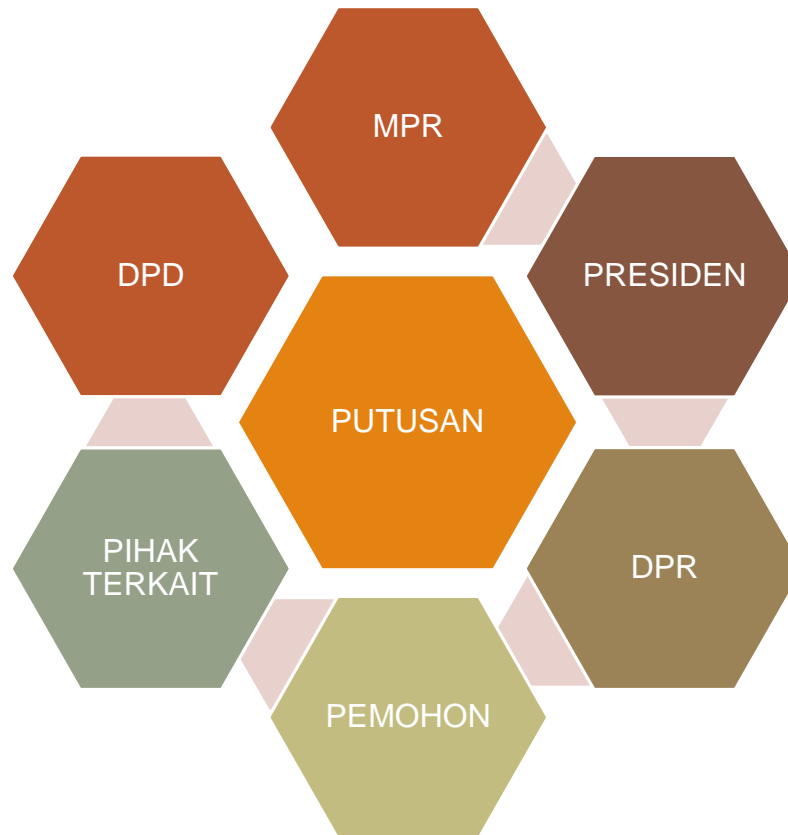 MPR
DPD
PRESIDEN
PUTUSAN
PIHAK
TERKAIT
DPR
PEMOHON